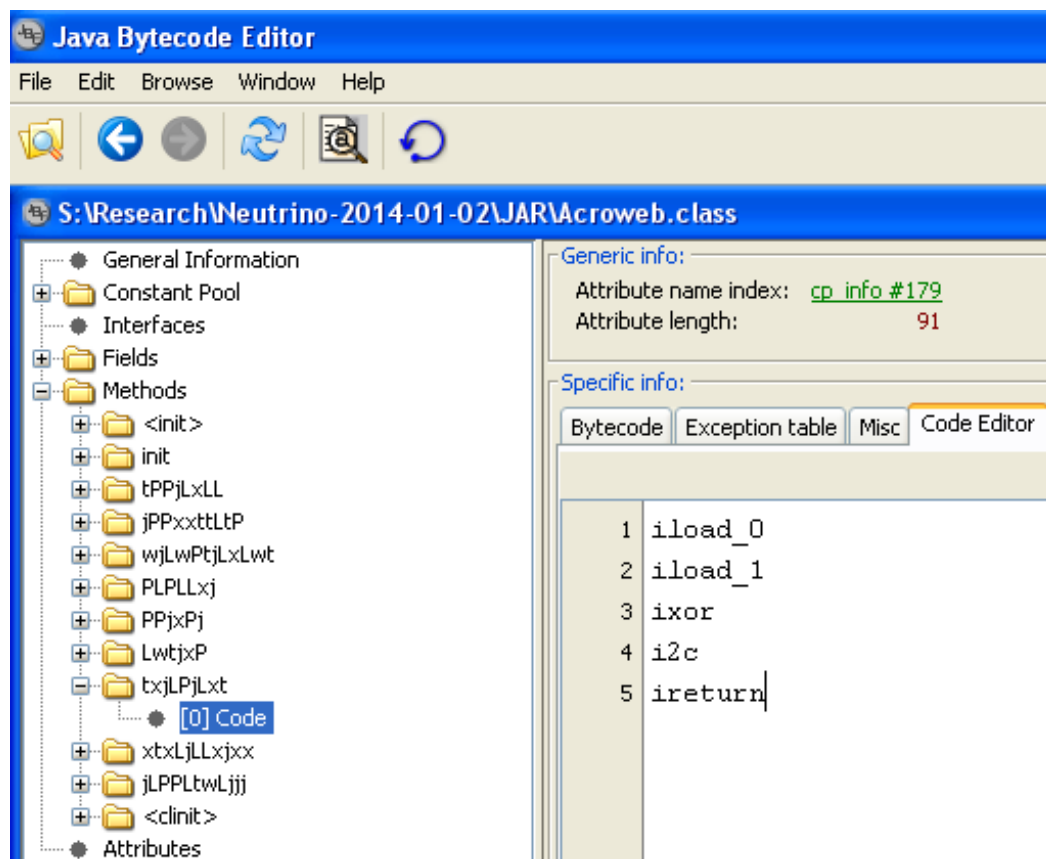 Java Bytecode Editor
File Edit Browse Window Help
S:\Research\Neutrino-2014-01-02\JAR\Acroweb.class
General Information
Constant Pool
Interfaces
Fields
Methods
<init>
init
tPPjLxLL
jPPxxttLtP
wjLwPtjLxLwt
PLPLLxj
PPjxPj
LwtjxP
txjLPjLxt
[0] Code
xtxLjLLxjxx
jLPPLtwLjjj
<clinit>
Attributes
Generic info:
Attribute name index: cp_info #179
Attribute length: 91
Specific info:
Bytecode Exception table Misc Code Editor
1 iload_0
2 iload_1
3 ixor
4 i2c
5 ireturn